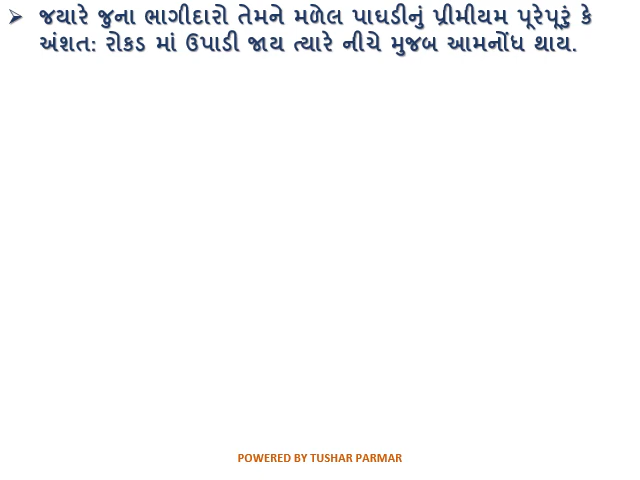 ➢ જયારે જુના ભાગીદારો તેમને મળેલ પાઘડીનું પ્રીમીયમ પૂરેપૂરું કે
અંશત: રોકડ માં ઉપાડી જાય ત્યારે નીચે મુજબ આમનોંધ થાય.
POWERED BY TUSHAR PARMAR